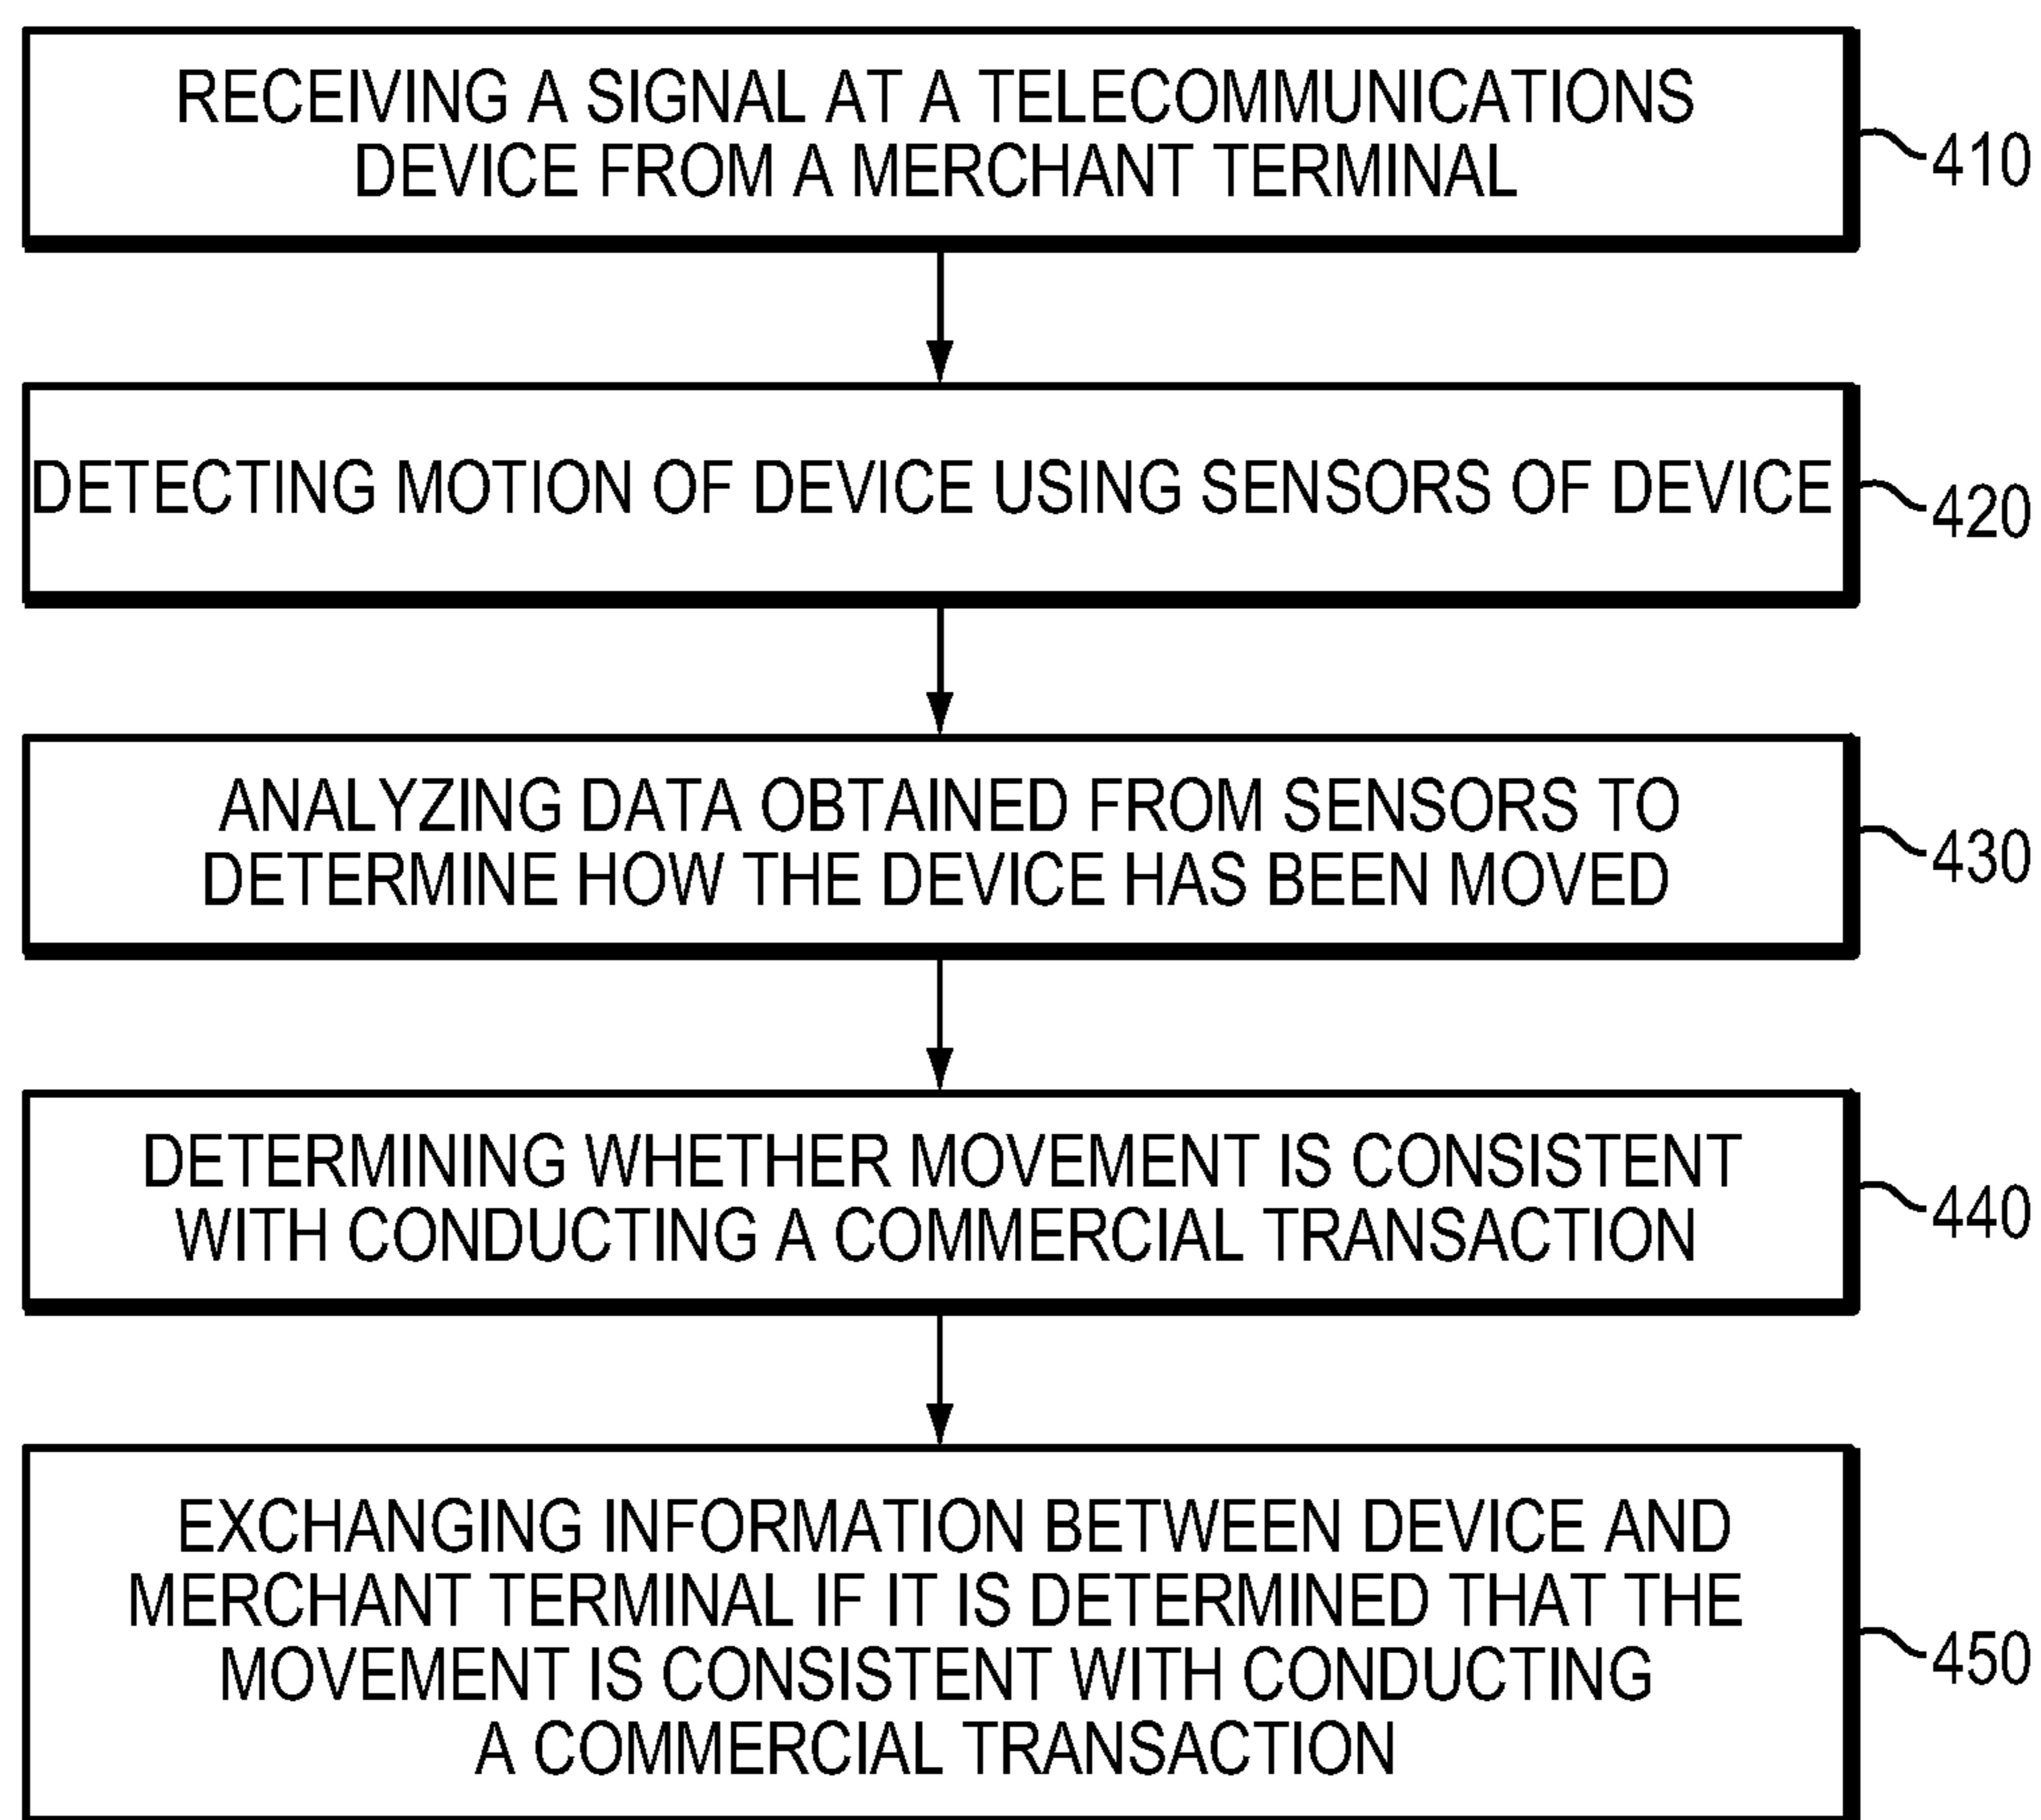 RECEIVING A SIGNAL AT A TELECOMMUNICATIONS
DEVICE FROM A MERCHANT TERMINAL
410
DETECTING MOTION OF DEVICE USING SENSORS OF DEVICE
420
ANALYZING DATA OBTAINED FROM SENSORS TO
DETERMINE HOW THE DEVICE HAS BEEN MOVED
430
DETERMINING WHETHER MOVEMENT IS CONSISTENT
WITH CONDUCTING A COMMERCIAL TRANSACTION
440
EXCHANGING INFORMATION BETWEEN DEVICE AND
MERCHANT TERMINAL IF IT IS DETERMINED THAT THE
MOVEMENT IS CONSISTENT WITH CONDUCTING
A COMMERCIAL TRANSACTION
450